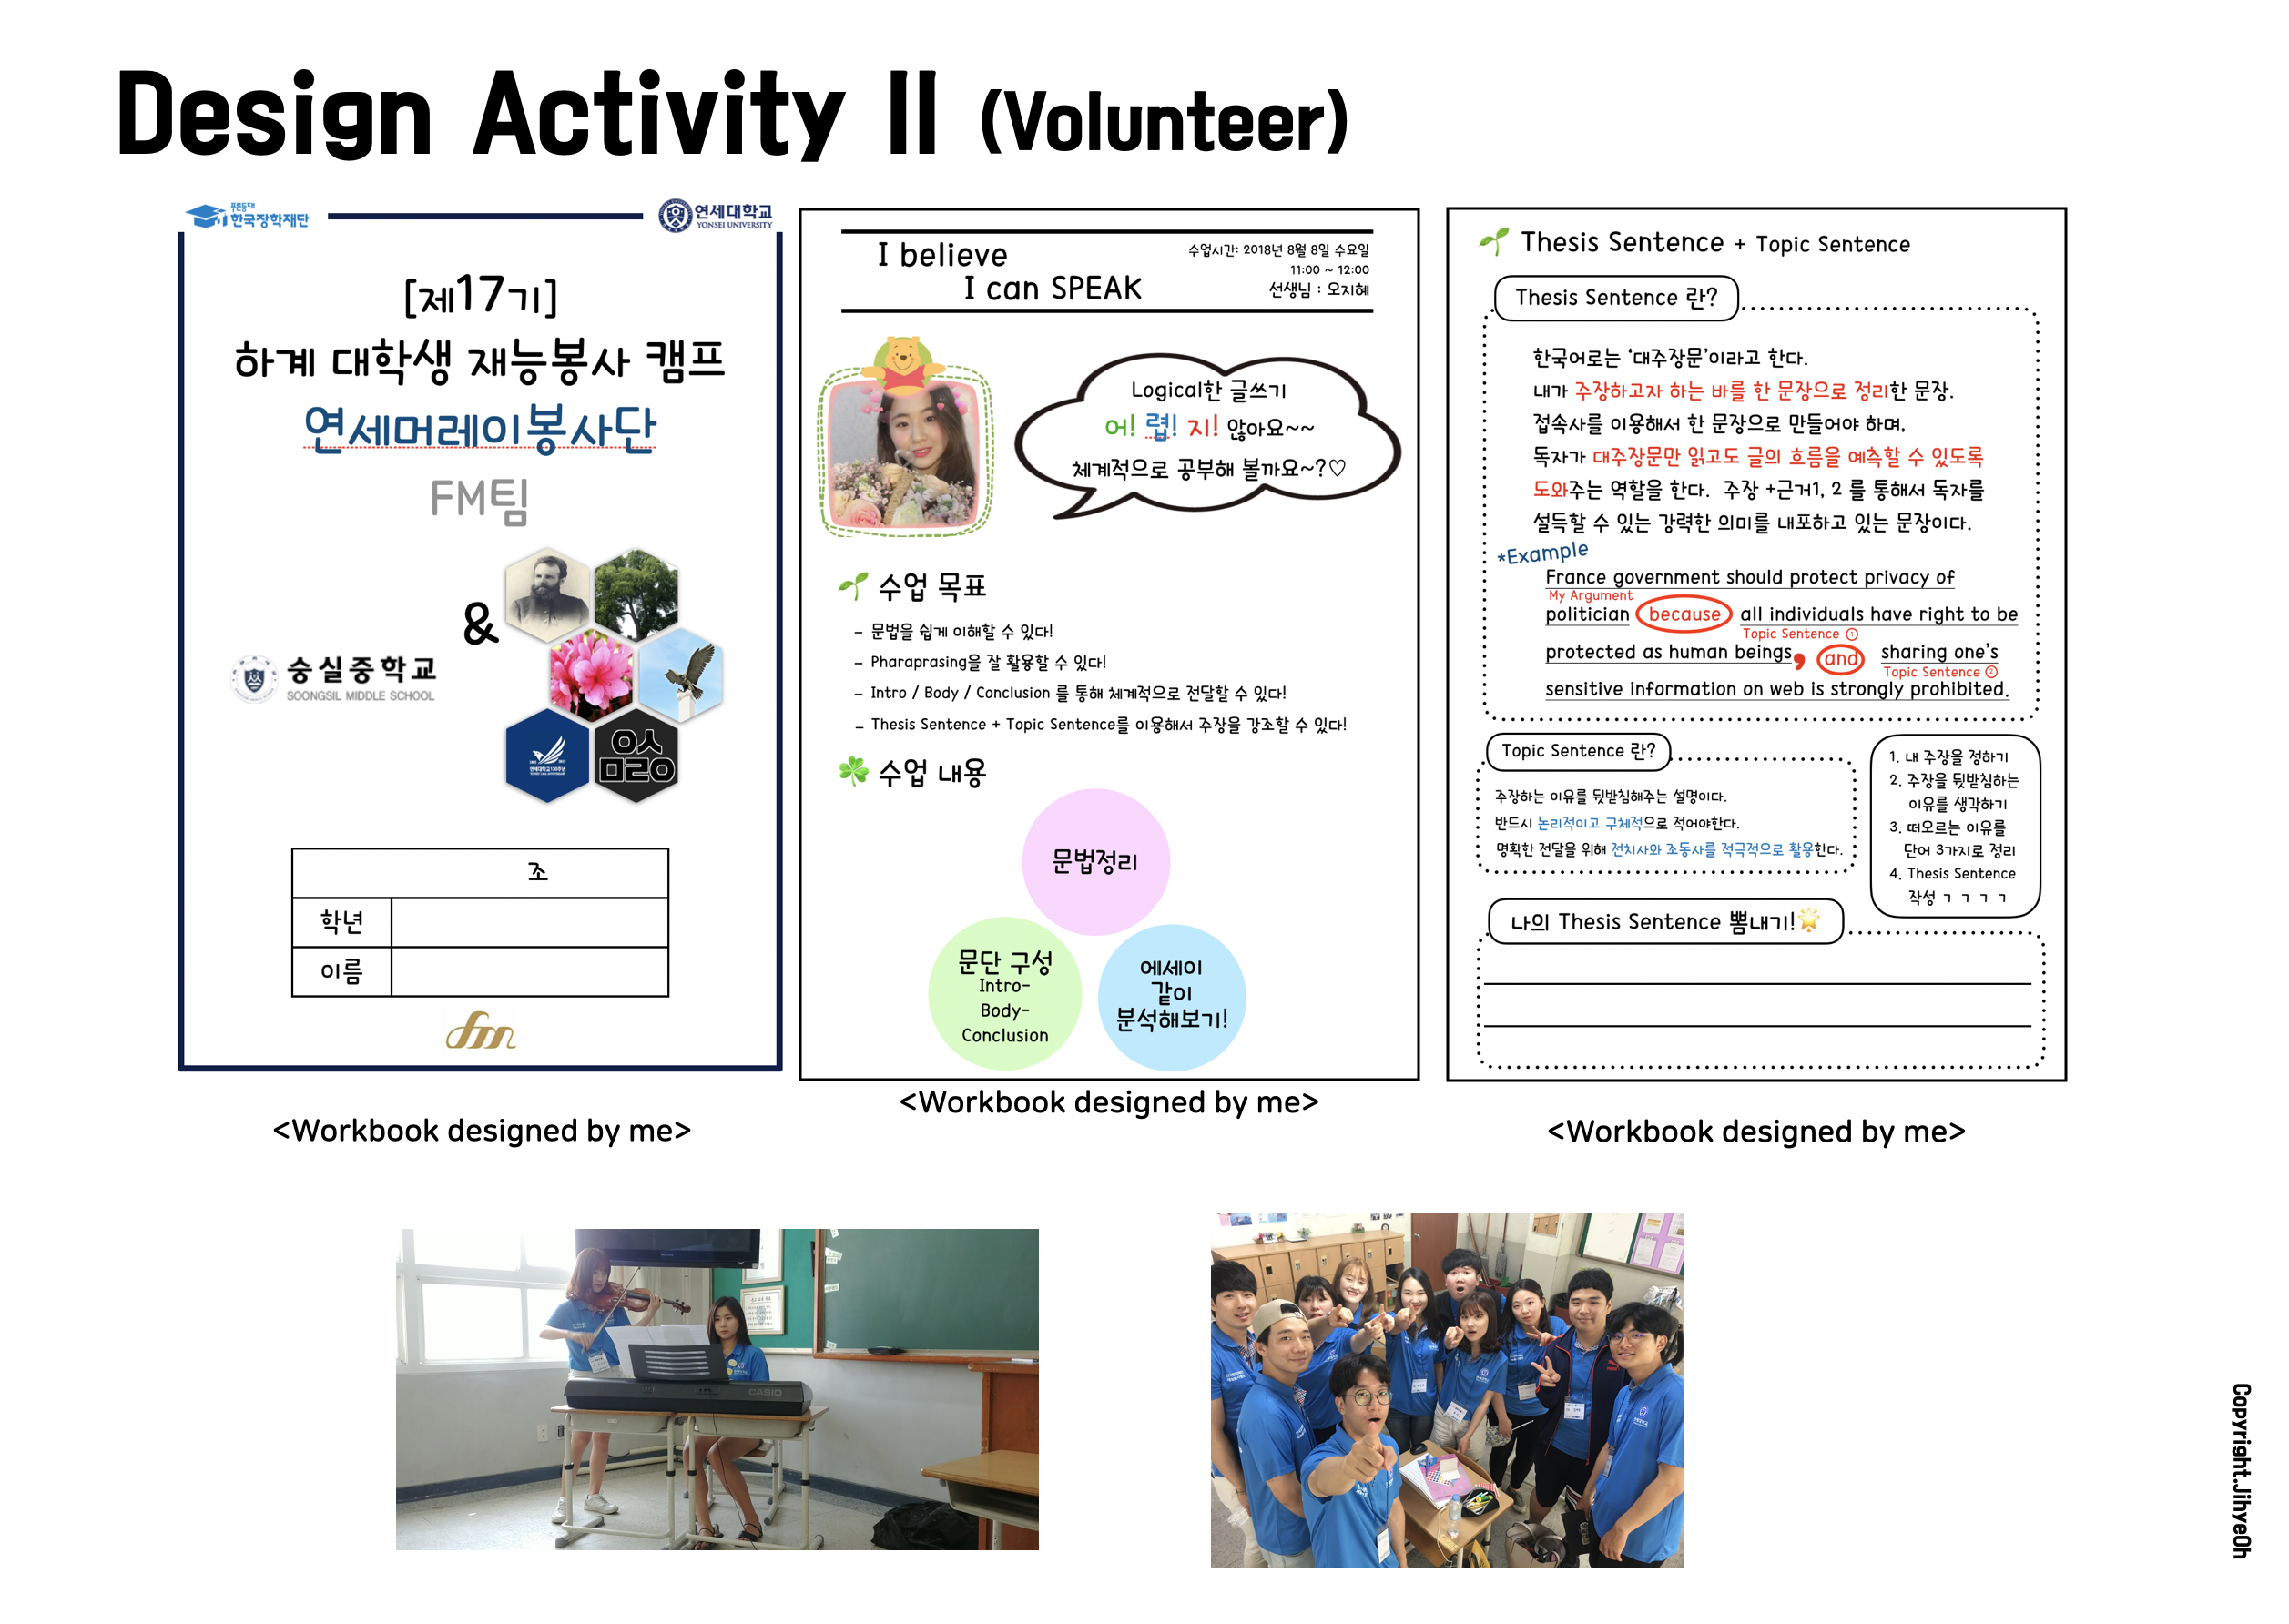 Design Activity II (Volunteer)
푸른등대
한국장학재단
연세대학교
YONSEI UNIVERSITY
[제17기]
하계 대학생 재능봉사 캠프
연세머레이봉사단
FM팀
&
숭실중학교
SOONGSIL MIDDLE SCHOOL
조
학년
이름
fm
<Workbook designed by me>
I believe
I can SPEAK
수업시간: 2018년 8월 8일 수요일
11:00 ~ 12:00
선생님 : 오지혜
Logical한 글쓰기
어! 렵! 지! 않아요~~
체계적으로 공부해 볼까요~?♡
수업 목표
– 문법을 쉽게 이해할 수 있다!
– Pharaprasing을 잘 활용할 수 있다!
– Intro / Body / Conclusion 를 통해 체계적으로 전달할 수 있다!
– Thesis Sentence + Topic Sentence를 이용해서 주장을 강조할 수 있다!
수업 내용
문법정리
문단 구성
Intro-
Body-
Conclusion
에세이
같이
분석해보기!
<Workbook designed by me>
Thesis Sentence + Topic Sentence
Thesis Sentence 란?
한국어로는 ‘대주장문’이라고 한다.
내가 주장하고자 하는 바를 한 문장으로 정리한 문장.
접속사를 이용해서 한 문장으로 만들어야 하며,
독자가 대주장문만 읽고도 글의 흐름을 예측할 수 있도록
도와주는 역할을 한다. 주장 +근거1, 2 를 통해서 독자를
설득할 수 있는 강력한 의미를 내포하고 있는 문장이다.
*Example
France government should protect privacy of
My Argument
politician because all individuals have right to be
Topic Sentence ①
protected as human beings, and sharing one’s
Topic Sentence ②
sensitive information on web is strongly prohibited.
Topic Sentence 란?
주장하는 이유를 뒷받침해주는 설명이다.
반드시 논리적이고 구체적으로 적어야한다.
명확한 전달을 위해 전치사와 조동사를 적극적으로 활용한다.
1. 내 주장을 정하기
2. 주장을 뒷받침하는
이유를 생각하기
3. 떠오르는 이유를
단어 3가지로 정리
4. Thesis Sentence
작성 ㄱ ㄱ ㄱ ㄱ
나의 Thesis Sentence 뽐내기!
<Workbook designed by me>
CASIO
Copyright.JihyeOh